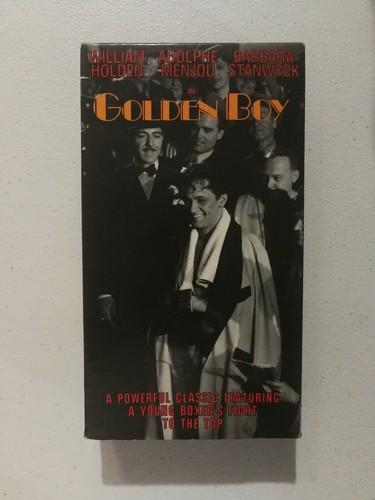 WILLIAM ADOLPHE BARBARA
HOLDEN MENJOU STANWYCK
IN
GOLDEN BOY
A POWERFUL CLASSIC FEATURING
A YOUNG BOXER'S FIGHT
TO THE TOP